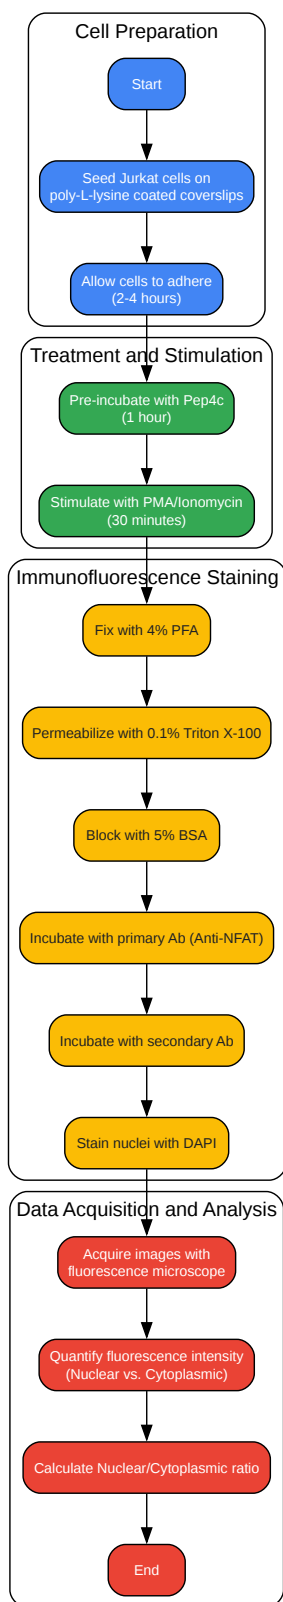 Cell Preparation
Start
Seed Jurkat cells on
poly-L-lysine coated coverslips
Allow cells to adhere
(2-4 hours)
Treatment and Stimulation
Pre-incubate with Pep4c
(1 hour)
Stimulate with PMA/Ionomycin
(30 minutes)
Immunofluorescence Staining
Fix with 4% PFA
Permeabilize with 0.1% Triton X-100
Block with 5% BSA
Incubate with primary Ab (Anti-NFAT)
Incubate with secondary Ab
Stain nuclei with DAPI
Data Acquisition and Analysis
Acquire images with
fluorescence microscope
Quantify fluorescence intensity
(Nuclear vs. Cytoplasmic)
Calculate Nuclear/Cytoplasmic ratio
End